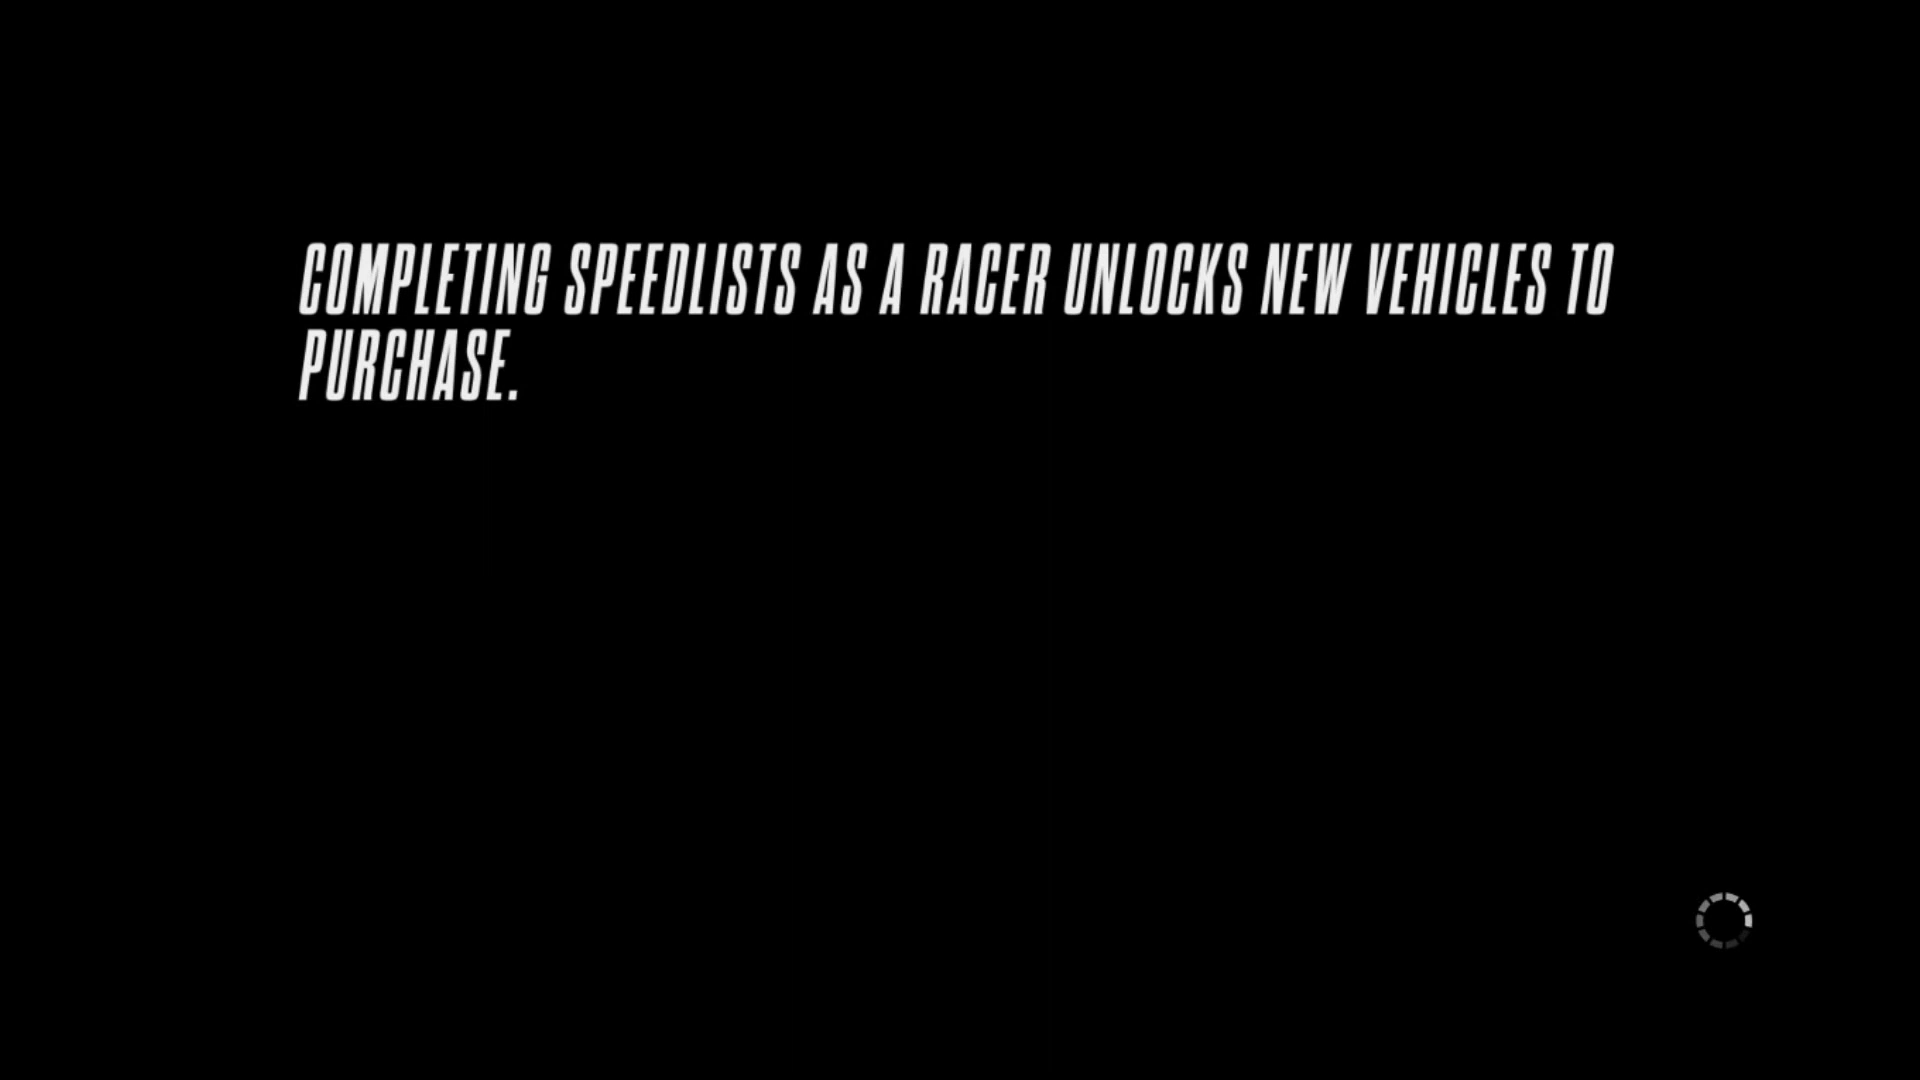 COMPLETING SPEEDLISTS AS A RACER UNLOCKS NEW VEHICLES TO
PURCHASE.